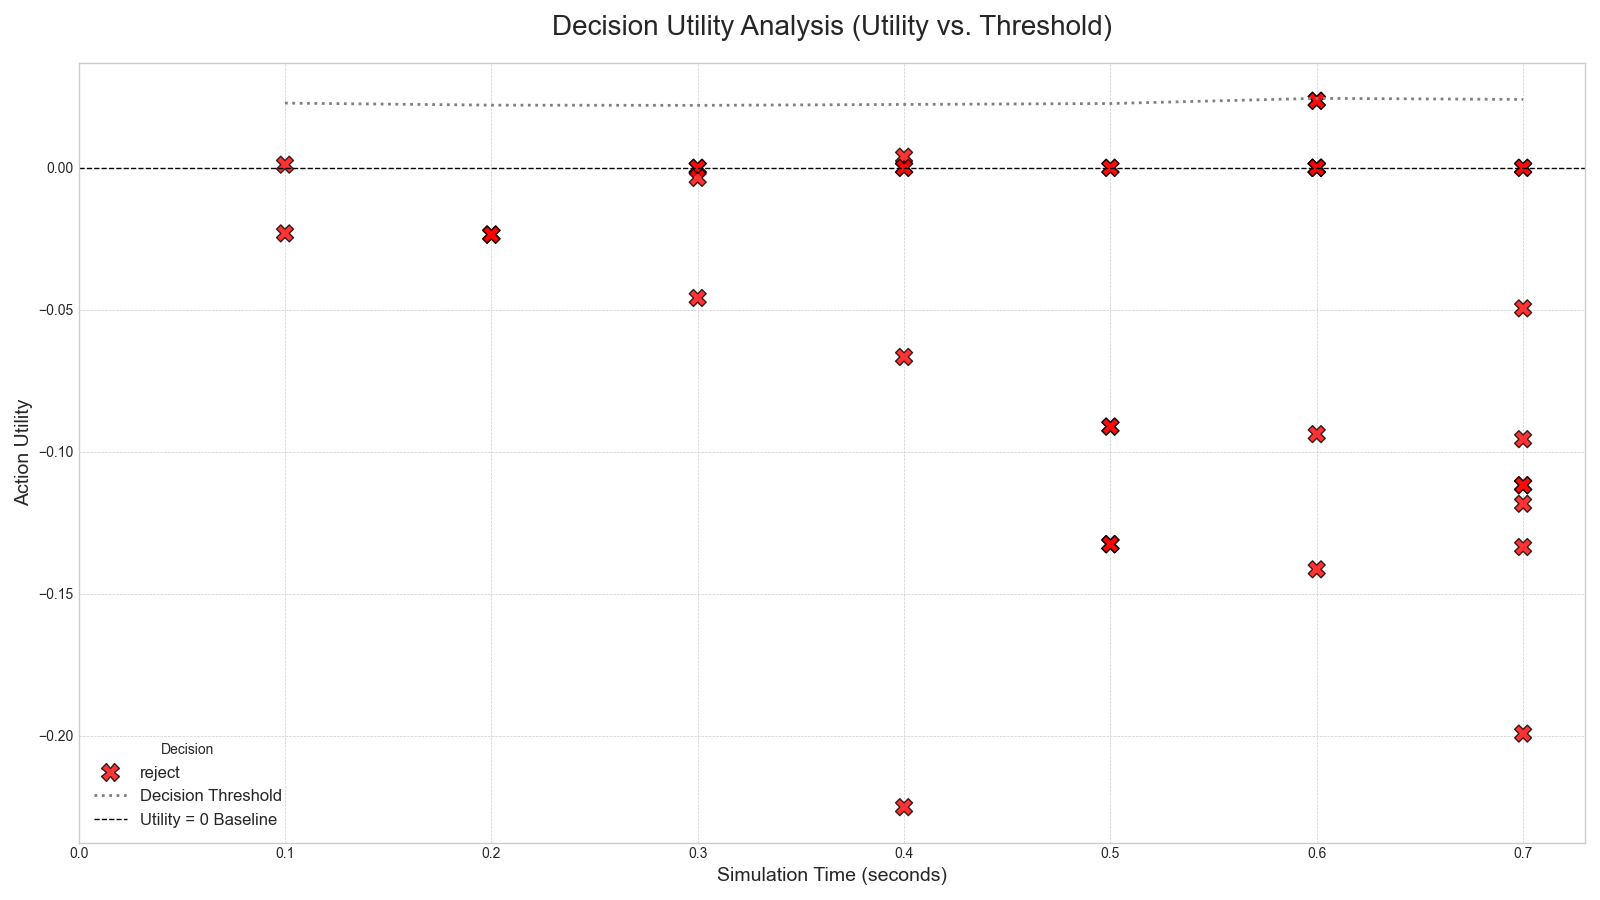 Decision Utility Analysis (Utility vs. Threshold)
Action Utility
0.00
−0.05
−0.10
−0.15
−0.20
Decision
reject
Decision Threshold
Utility = 0 Baseline
0.0 0.1 0.2 0.3 0.4 0.5 0.6 0.7
Simulation Time (seconds)